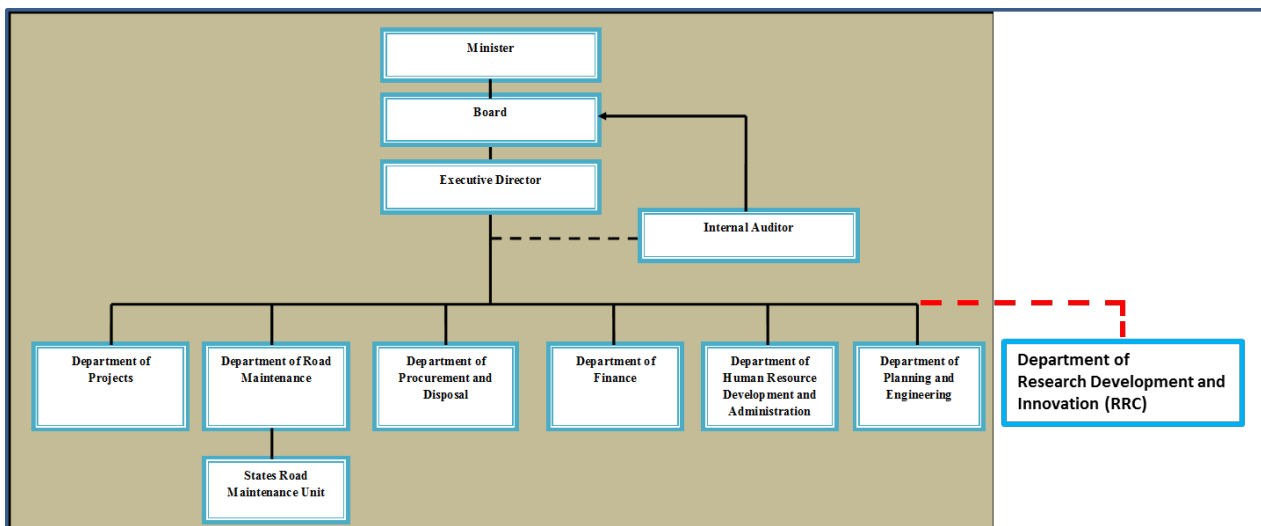 Minister
Board
Executive Director
Internal Auditor
Department of
Projects
Department of Road
Maintenance
Department of
Procurement and
Disposal
Department of
Finance
Department of
Human Resource
Development and
Administration
Department of
Planning and
Engineering
Department of
Research Development and
Innovation (RRC)
States Road
Maintenance Unit